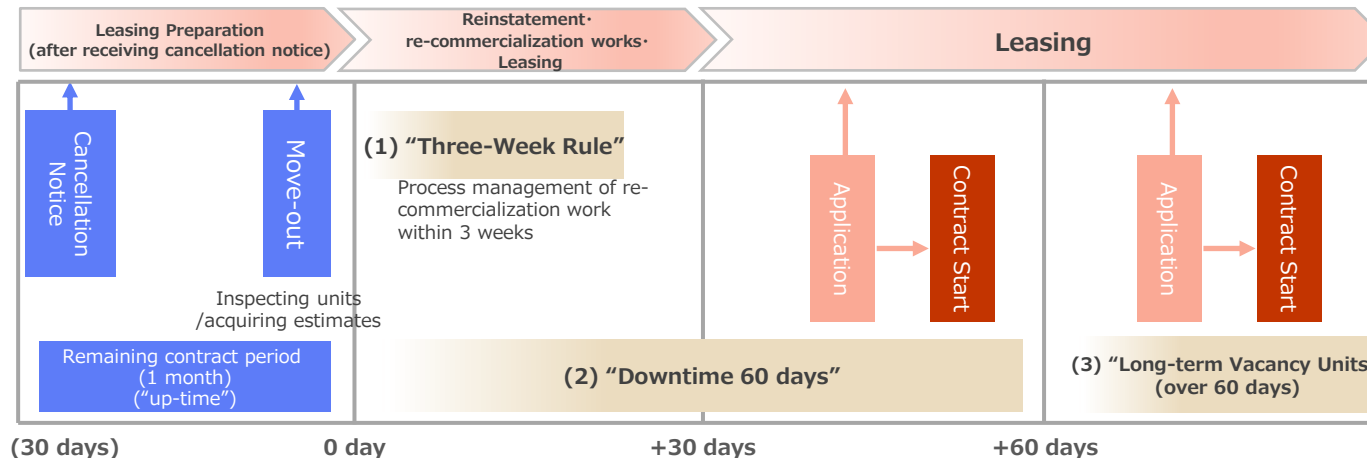 Leasing Preparation
(after receiving cancellation notice)
Reinstatement･
re-commercialization works･
Leasing
Leasing
Cancellation
Notice
Move-out
(1) “Three-Week Rule”
Process management of re-
commercialization work
within 3 weeks
Application
Contract Start
Application
Contract Start
Inspecting units
/acquiring estimates
Remaining contract period
(1 month)
(“up-time”)
(2) “Downtime 60 days”
(3) “Long-term Vacancy Units
(over 60 days)
(30 days)
0 day
+30 days
+60 days